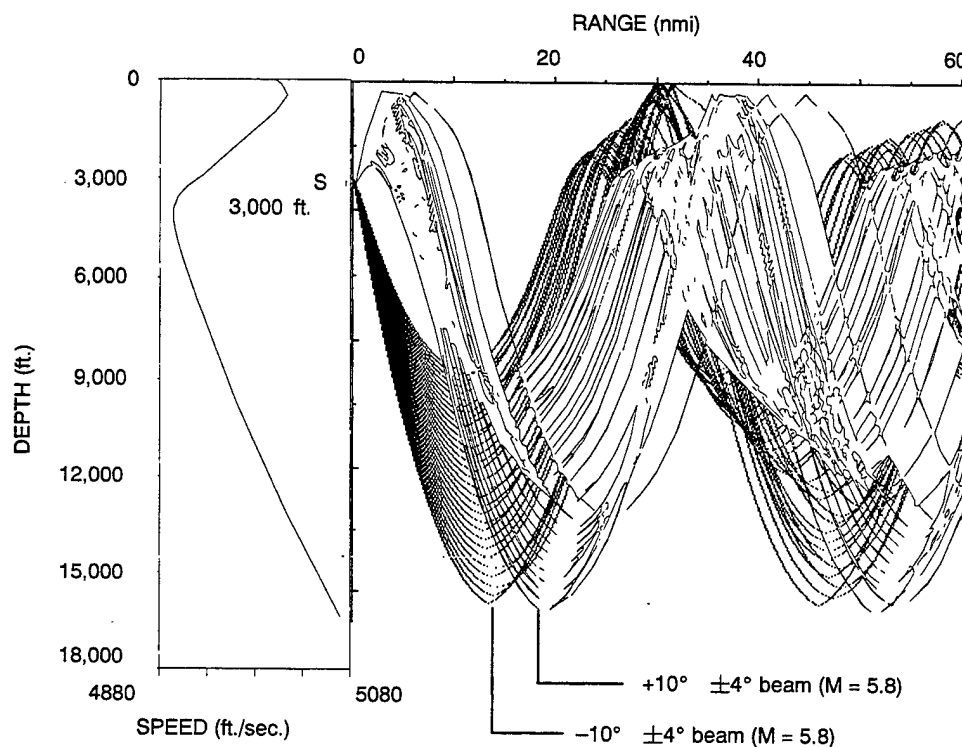 RANGE (nmi)
0 20 40 60
0
3,000
S
3,000 ft.
6,000
DEPTH (ft.)
9,000
12,000
15,000
18,000
4880 5080
SPEED (ft./sec.)
+10° ±4° beam (M = 5.8)
−10° ±4° beam (M = 5.8)